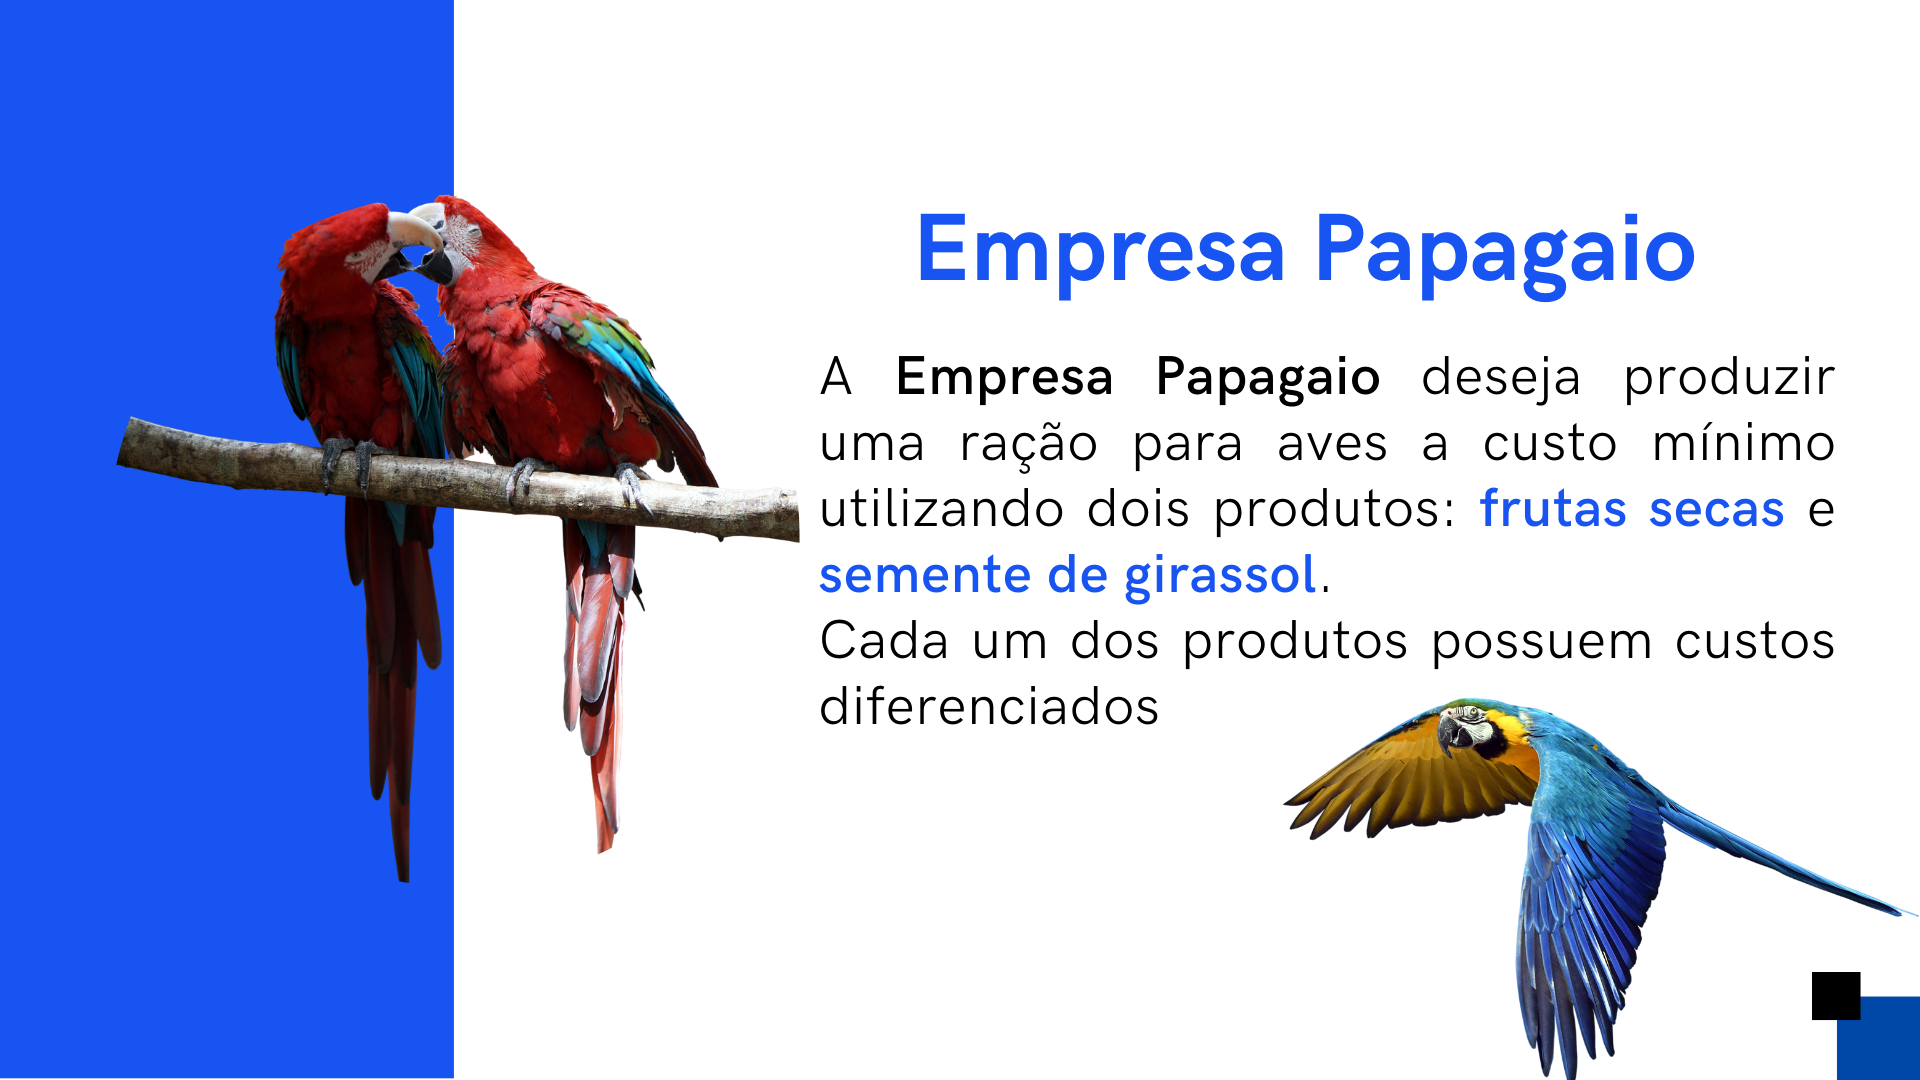 Empresa Papagaio
A Empresa Papagaio deseja produzir
uma ração para aves a custo mínimo
utilizando dois produtos: frutas secas e
semente de girassol.
Cada um dos produtos possuem custos
diferenciados